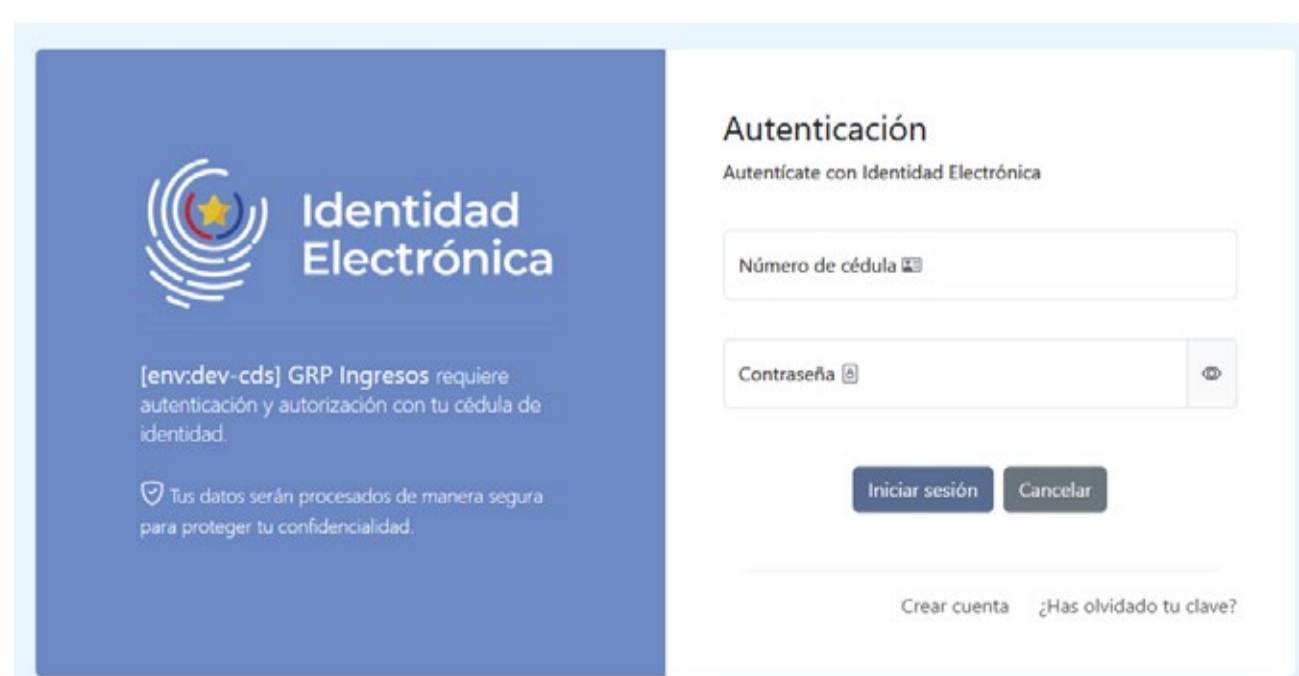 Identidad
Electrónica
[env:dev-cds] GRP Ingresos requiere
autenticación y autorización con tu cédula de
identidad.
Tus datos serán procesados de manera segura
para proteger tu confidencialidad.
Autenticación
Autentícate con Identidad Electrónica
Número de cédula
Contraseña
Iniciar sesión
Cancelar
Crear cuenta
¿Has olvidado tu clave?